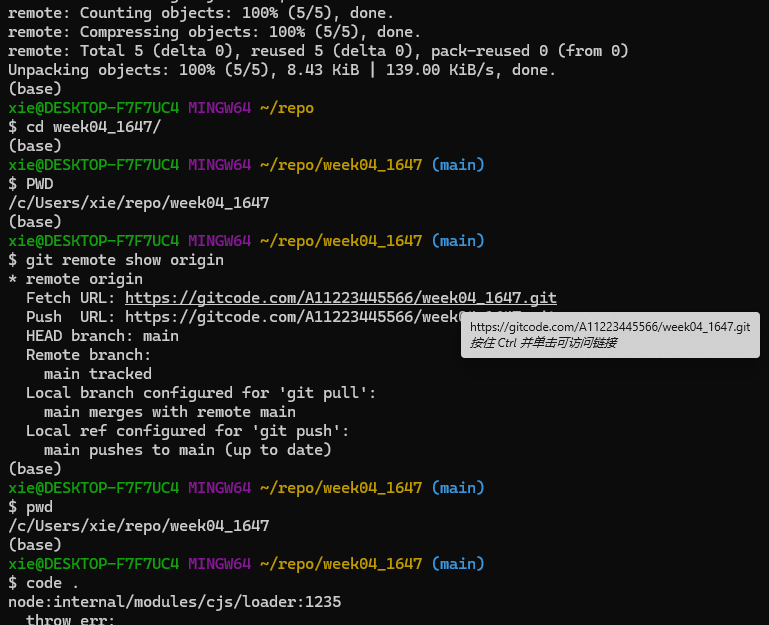 remote: Counting objects: 100% (5/5), done.
remote: Compressing objects: 100% (5/5), done.
remote: Total 5 (delta 0), reused 5 (delta 0), pack-reused 0 (from 0)
Unpacking objects: 100% (5/5), 8.43 KiB | 139.00 KiB/s, done.
(base)
xie@DESKTOP-F7F7UC4 MINGW64 ~/repo
$ cd week04_1647/
(base)
xie@DESKTOP-F7F7UC4 MINGW64 ~/repo/week04_1647 (main)
$ PWD
/c/Users/xie/repo/week04_1647
(base)
xie@DESKTOP-F7F7UC4 MINGW64 ~/repo/week04_1647 (main)
$ git remote show origin
* remote origin
  Fetch URL: https://gitcode.com/A11223445566/week04_1647.git
  Push  URL: https://gitcode.com/A11223445566/week04_1647.git
https://gitcode.com/A11223445566/week04_1647.git
按住 Ctrl 并单击可访问链接
  HEAD branch: main
  Remote branch:
    main tracked
  Local branch configured for 'git pull':
    main merges with remote main
  Local ref configured for 'git push':
    main pushes to main (up to date)
(base)
xie@DESKTOP-F7F7UC4 MINGW64 ~/repo/week04_1647 (main)
$ pwd
/c/Users/xie/repo/week04_1647
(base)
xie@DESKTOP-F7F7UC4 MINGW64 ~/repo/week04_1647 (main)
$ code .
node:internal/modules/cjs/loader:1235
  throw err;